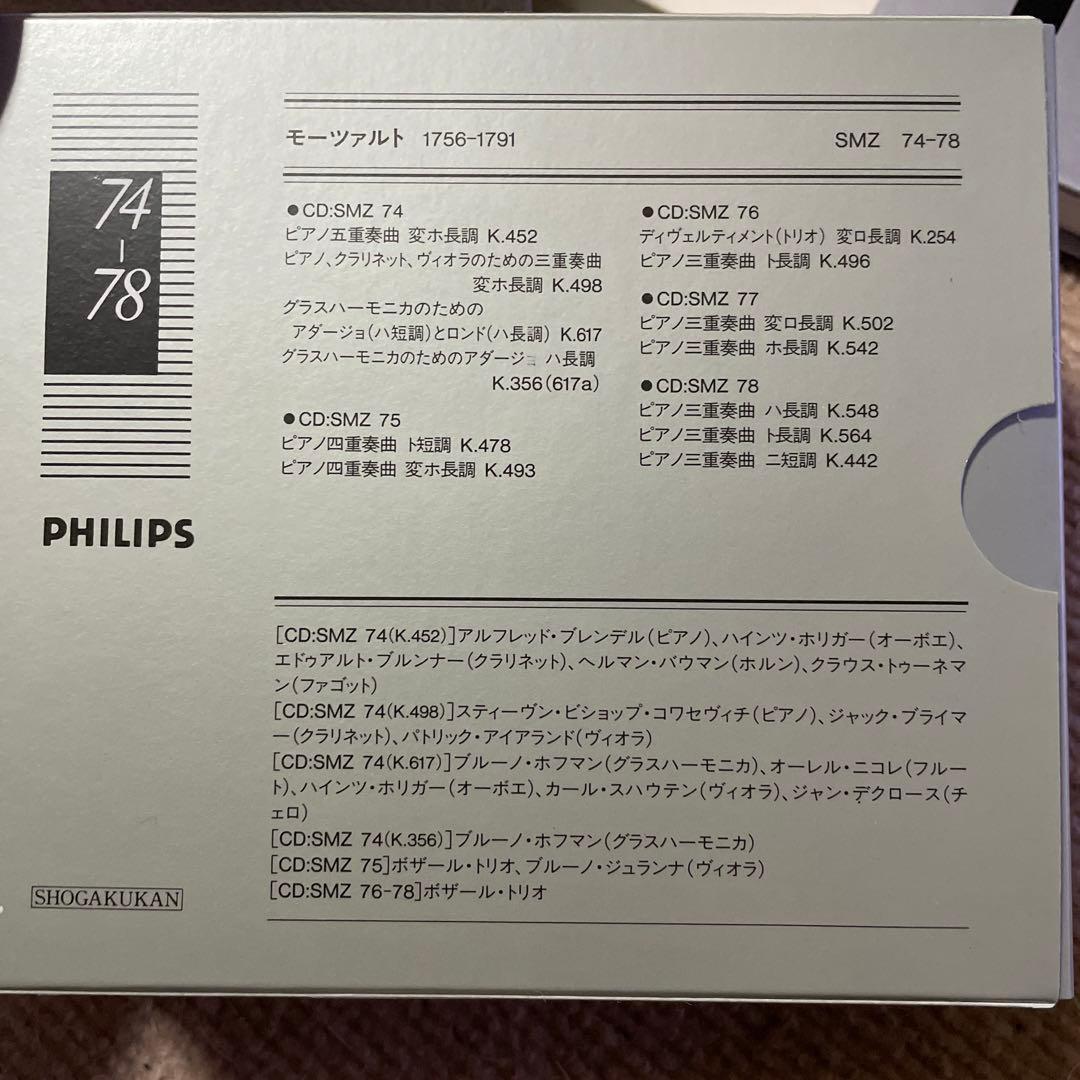 74
–
78
PHILIPS
SHOGAKUKAN
モーツァルト 1756-1791 SMZ 74-78
●CD:SMZ 74
ピアノ五重奏曲 変ホ長調 K.452
ピアノ、クラリネット、ヴィオラのための三重奏曲
変ホ長調 K.498
グラスハーモニカのための
アダージョ(ハ短調)とロンド(ハ長調) K.617
グラスハーモニカのためのアダージョ ハ長調
K.356(617a)
●CD:SMZ 75
ピアノ四重奏曲 ト短調 K.478
ピアノ四重奏曲 変ホ長調 K.493
●CD:SMZ 76
ディヴェルティメント(トリオ) 変ロ長調 K.254
ピアノ三重奏曲 ト長調 K.496
●CD:SMZ 77
ピアノ三重奏曲 変ロ長調 K.502
ピアノ三重奏曲 ホ長調 K.542
●CD:SMZ 78
ピアノ三重奏曲 ハ長調 K.548
ピアノ三重奏曲 ト長調 K.564
ピアノ三重奏曲 ニ短調 K.442
[CD:SMZ 74(K.452)]アルフレッド・ブレンデル(ピアノ)、ハインツ・ホリガー(オーボエ)、
エドゥアルト・ブルンナー(クラリネット)、ヘルマン・バウマン(ホルン)、クラウス・トゥーネマ
ン(ファゴット)
[CD:SMZ 74(K.498)]スティーヴン・ビショップ・コワセヴィチ(ピアノ)、ジャック・ブライマ
ー(クラリネット)、パトリック・アイアランド(ヴィオラ)
[CD:SMZ 74(K.617)]ブルーノ・ホフマン(グラスハーモニカ)、オーレル・ニコレ(フルー
ト)、ハインツ・ホリガー(オーボエ)、カール・スハウテン(ヴィオラ)、ジャン・デクロース(チ
ェロ)
[CD:SMZ 74(K.356)]ブルーノ・ホフマン(グラスハーモニカ)
[CD:SMZ 75]ボザール・トリオ、ブルーノ・ジュランナ(ヴィオラ)
[CD:SMZ 76-78]ボザール・トリオ